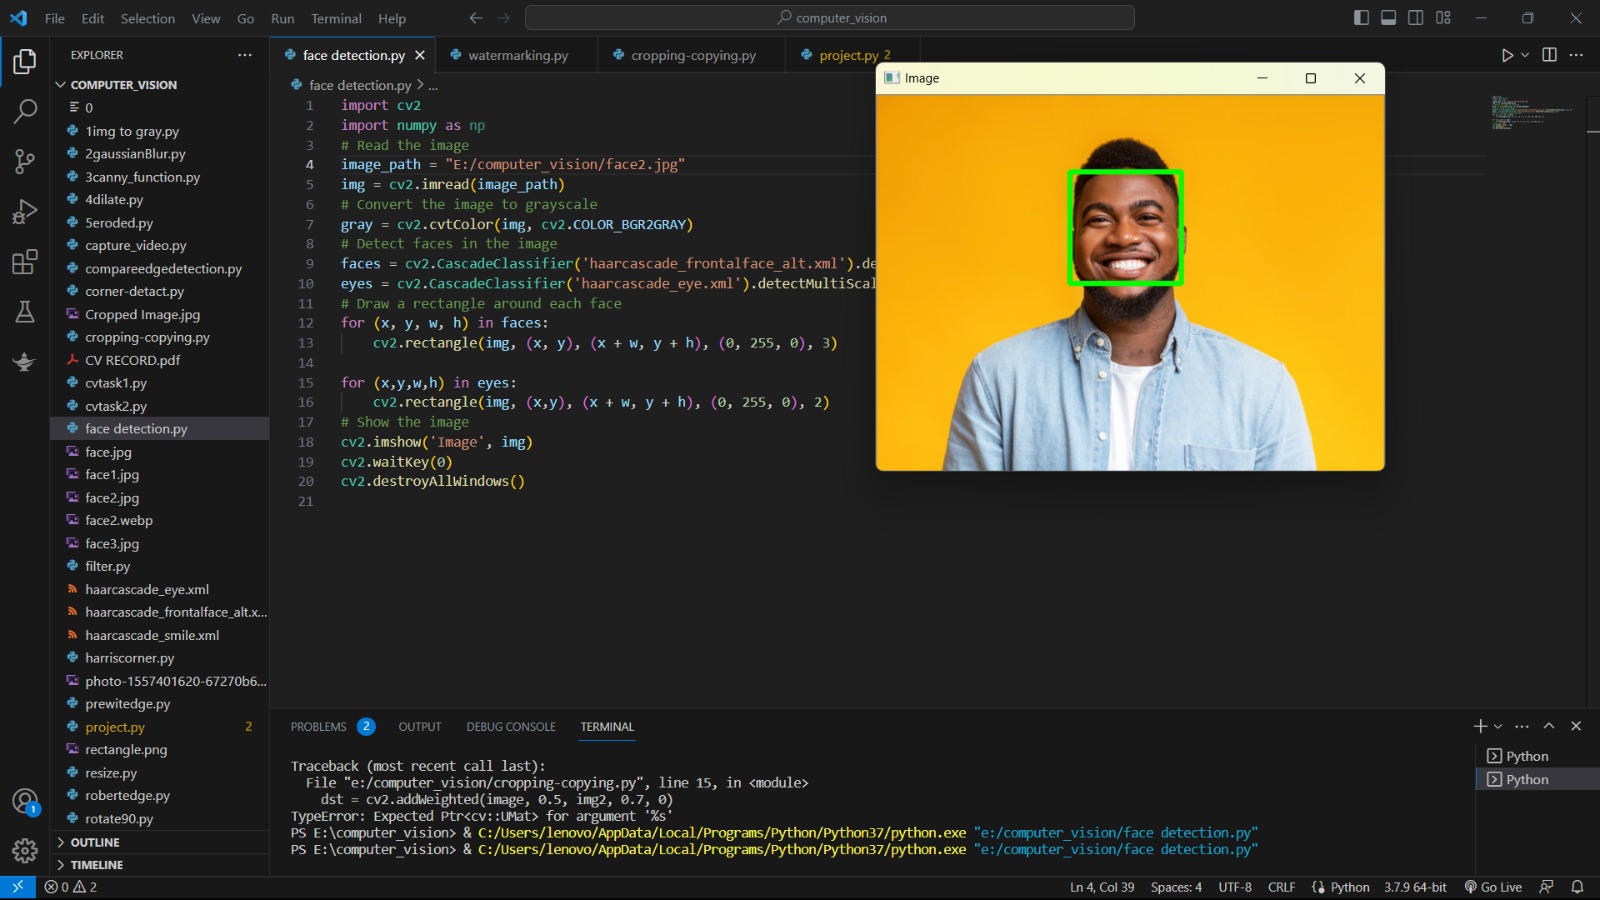 File Edit Selection View Go Run Terminal Help
computer_vision
EXPLORER
COMPUTER_VISION
0
1img to gray.py
2gaussianBlur.py
3canny_function.py
4dilate.py
5eroded.py
capture_video.py
compareedgedetection.py
corner-detact.py
Cropped Image.jpg
cropping-copying.py
CV RECORD.pdf
cvtask1.py
cvtask2.py
face detection.py
face.jpg
face1.jpg
face2.jpg
face2.webp
face3.jpg
filter.py
haarcascade_eye.xml
haarcascade_frontalface_alt.x...
haarcascade_smile.xml
harriscorner.py
photo-1557401620-67270b6...
prewitedge.py
project.py 2
rectangle.png
resize.py
robertedge.py
rotate90.py
OUTLINE
TIMELINE
face detection.py watermarking.py cropping-copying.py project.py 2
face detection.py > ...
1 import cv2
2 import numpy as np
3 # Read the image
4 image_path = "E:/computer_vision/face2.jpg"
5 img = cv2.imread(image_path)
6 # Convert the image to grayscale
7 gray = cv2.cvtColor(img, cv2.COLOR_BGR2GRAY)
8 # Detect faces in the image
9 faces = cv2.CascadeClassifier('haarcascade_frontalface_alt.xml').de
10 eyes = cv2.CascadeClassifier('haarcascade_eye.xml').detectMultiScal
11 # Draw a rectangle around each face
12 for (x, y, w, h) in faces:
13 cv2.rectangle(img, (x, y), (x + w, y + h), (0, 255, 0), 3)
14
15 for (x,y,w,h) in eyes:
16 cv2.rectangle(img, (x,y), (x + w, y + h), (0, 255, 0), 2)
17 # Show the image
18 cv2.imshow('Image', img)
19 cv2.waitKey(0)
20 cv2.destroyAllWindows()
21
Image
PROBLEMS 2 OUTPUT DEBUG CONSOLE TERMINAL
Traceback (most recent call last):
File "e:/computer_vision/cropping-copying.py", line 15, in <module>
dst = cv2.addWeighted(image, 0.5, img2, 0.7, 0)
TypeError: Expected Ptr<cv::UMat> for argument '%s'
PS E:\computer_vision> & C:/Users/lenovo/AppData/Local/Programs/Python/Python37/python.exe "e:/computer_vision/face detection.py"
PS E:\computer_vision> & C:/Users/lenovo/AppData/Local/Programs/Python/Python37/python.exe "e:/computer_vision/face detection.py"
Python
Python
1
0 2
Ln 4, Col 39 Spaces: 4 UTF-8 CRLF Python 3.7.9 64-bit Go Live